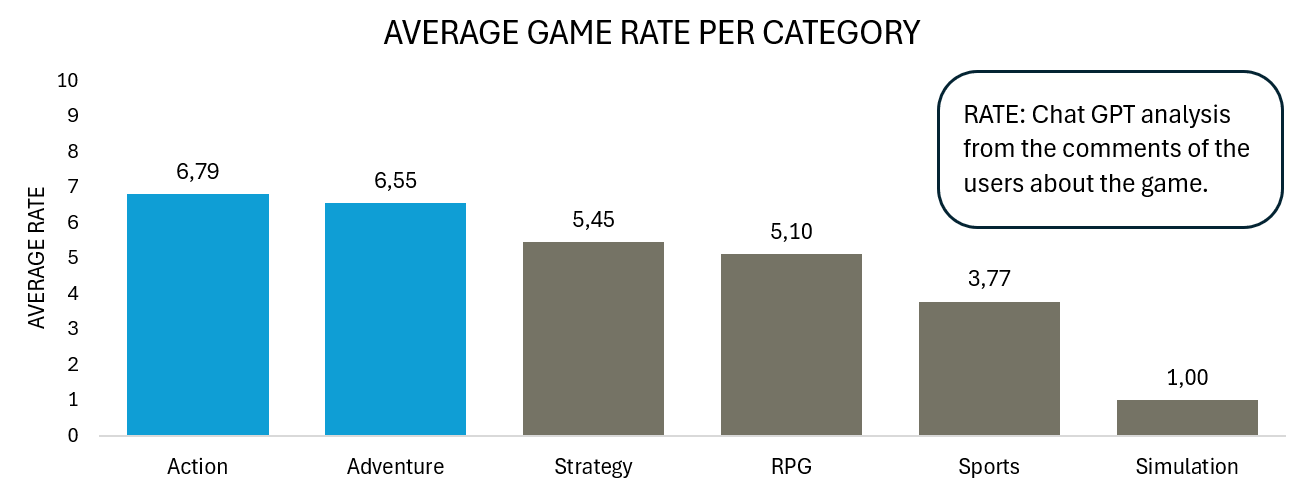 AVERAGE GAME RATE PER CATEGORY
RATE: Chat GPT analysis
from the comments of the
users about the game.
AVERAGE RATE
10
9
8
7
6
5
4
3
2
1
0
6,79
6,55
5,45
5,10
3,77
1,00
Action
Adventure
Strategy
RPG
Sports
Simulation